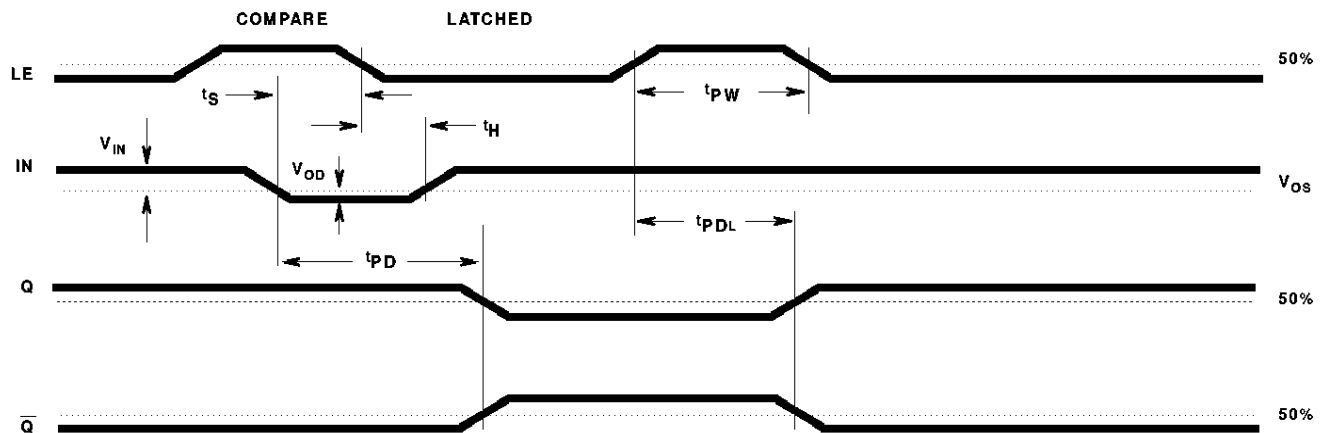 COMPARE LATCHED
LE 50%
tS tPW
tH
VIN
IN VOD VOS
tPDL
tPD
Q 50%
Q̅ 50%